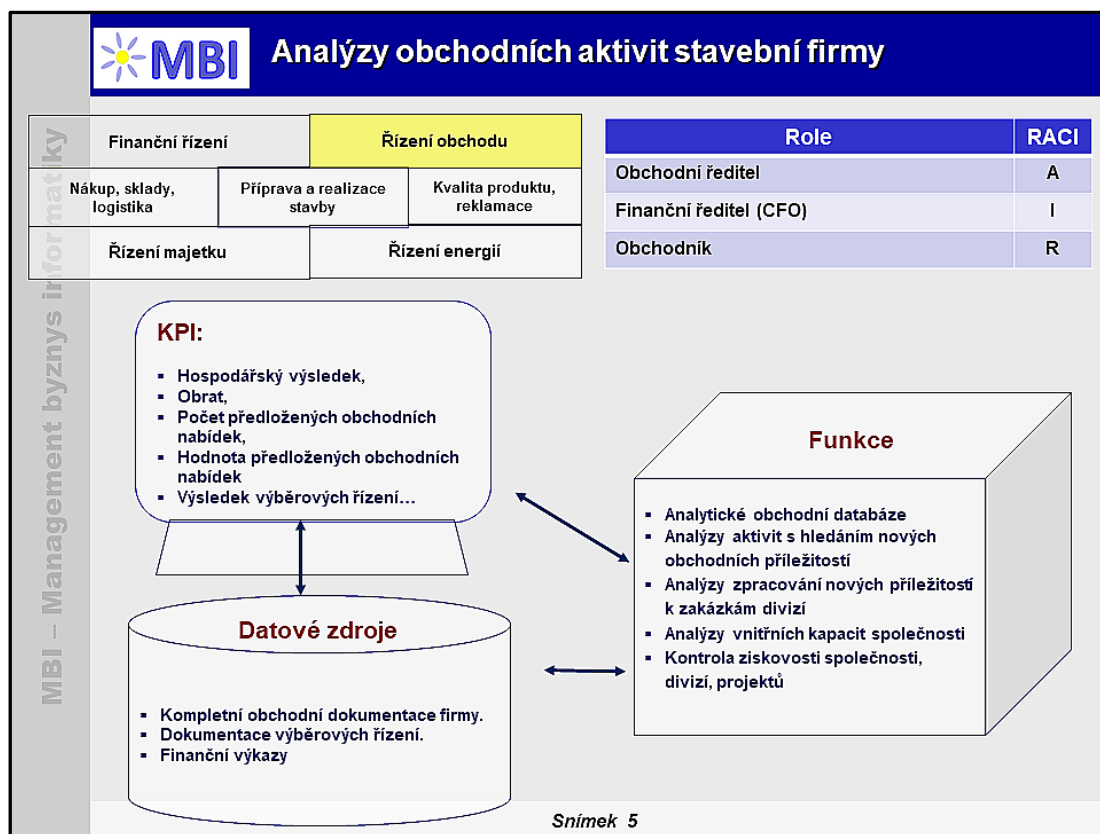 MBI
Analýzy obchodních aktivit stavební firmy
MBI – Management byznys informatiky
Finanční řízení
Řízení obchodu
Nákup, sklady,
logistika
Příprava a realizace
stavby
Kvalita produktu,
reklamace
Řízení majetku
Řízení energií
Role RACI
Obchodní ředitel A
Finanční ředitel (CFO) I
Obchodník R
KPI:
▪ Hospodářský výsledek,
▪ Obrat,
▪ Počet předložených obchodních
nabídek,
▪ Hodnota předložených obchodních
nabídek
▪ Výsledek výběrových řízení…
Funkce
▪ Analytické obchodní databáze
▪ Analýzy aktivit s hledáním nových
obchodních příležitostí
▪ Analýzy zpracování nových příležitostí
k zakázkám divizí
▪ Analýzy vnitřních kapacit společnosti
▪ Kontrola ziskovosti společnosti,
divizí, projektů
Datové zdroje
▪ Kompletní obchodní dokumentace firmy.
▪ Dokumentace výběrových řízení.
▪ Finanční výkazy
Snímek 5